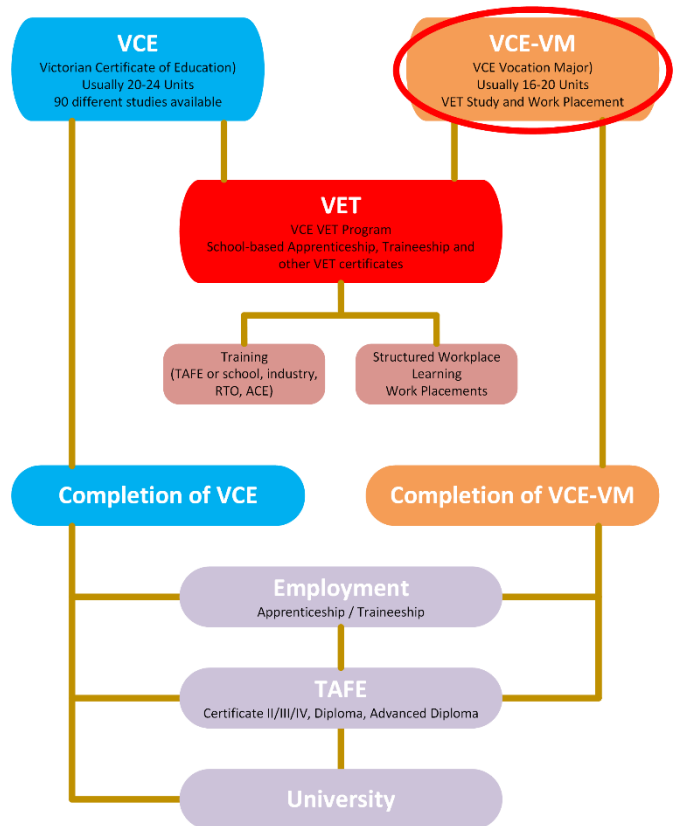 VCE
Victorian Certificate of Education)
Usually 20-24 Units
90 different studies available
VCE-VM
VCE Vocation Major)
Usually 16-20 Units
VET Study and Work Placement
VET
VCE VET Program
School-based Apprenticeship, Traineeship and
other VET certificates
Training
(TAFE or school, industry,
RTO, ACE)
Structured Workplace
Learning
Work Placements
Completion of VCE
Completion of VCE-VM
Employment
Apprenticeship / Traineeship
TAFE
Certificate II/III/IV, Diploma, Advanced Diploma
University